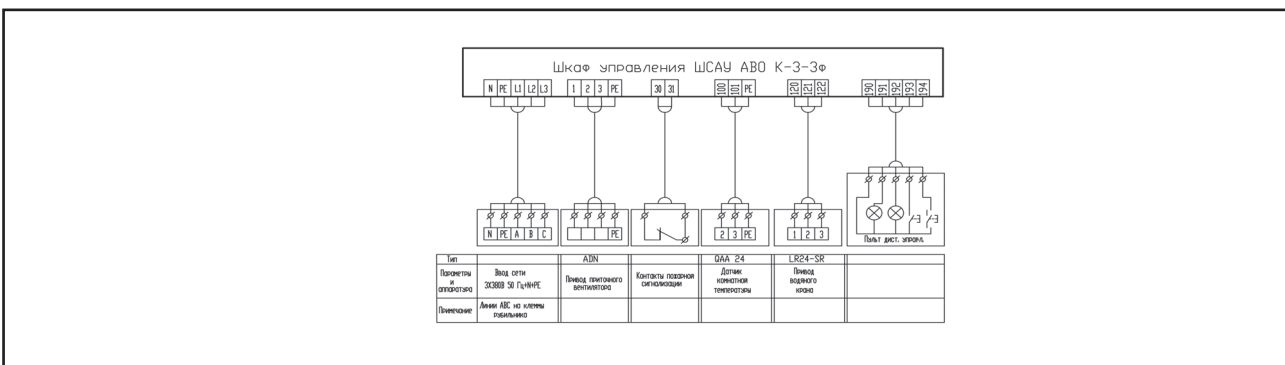 Шкаф управления ШСАУ АВО К-3-3ф
N PE L1 L2 L3 1 2 3 PE 30 31 100 101 PE 120 121 122 190 191 192 193 194
N PE A B C PE 2 3 PE 1 2 3 Пульт дист. управл.
Тип ADN QAA 24 LR24-SR
Параметры и аппаратура
Ввод сети
3X380В 50 Гц+N+PE
Привод приточного
вентилятора
Контакты пожарной
сигнализации
Датчик
комнатной
температуры
Привод
водяного
крана
Примечание
Линии АВС на клеммы
рубильника